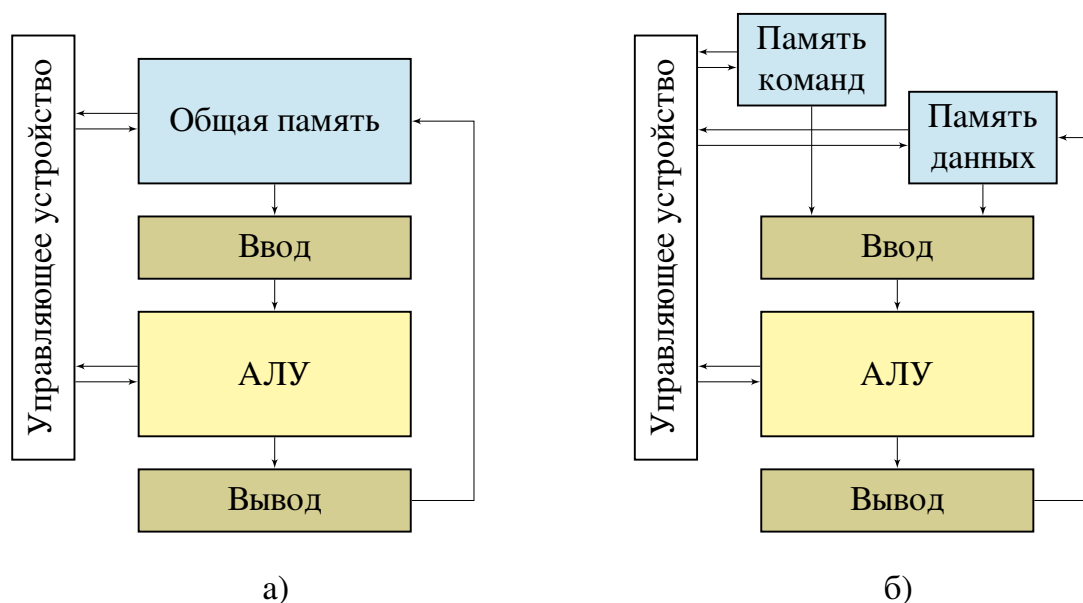 Управляющее устройство
Общая память
Ввод
АЛУ
Вывод
а)
Управляющее устройство
Память
команд
Память
данных
Ввод
АЛУ
Вывод
б)